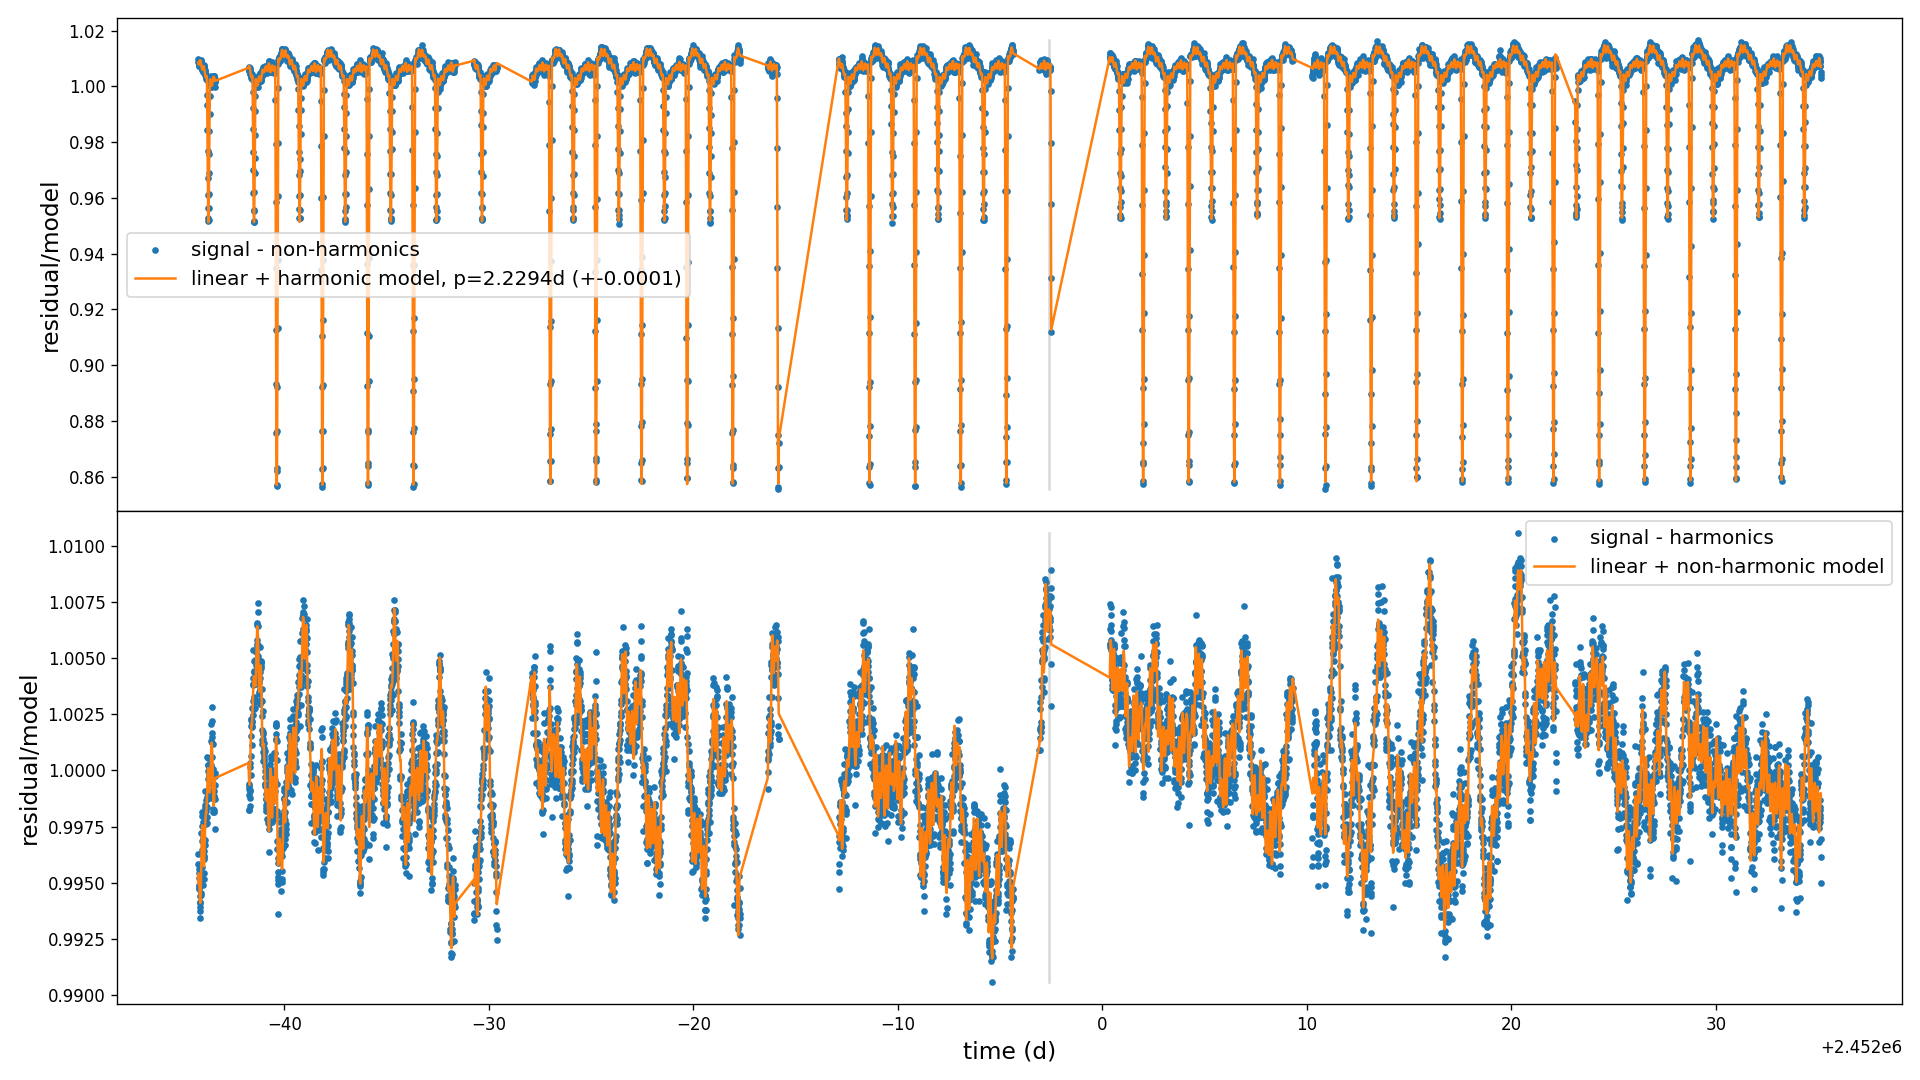 1.02
1.00
0.98
0.96
0.94
0.92
0.90
0.88
0.86
residual/model
signal - non-harmonics
linear + harmonic model, p=2.2294d (+-0.0001)
1.0100
1.0075
1.0050
1.0025
1.0000
0.9975
0.9950
0.9925
0.9900
residual/model
signal - harmonics
linear + non-harmonic model
−40 −30 −20 −10 0 10 20 30
time (d)
+2.452e6